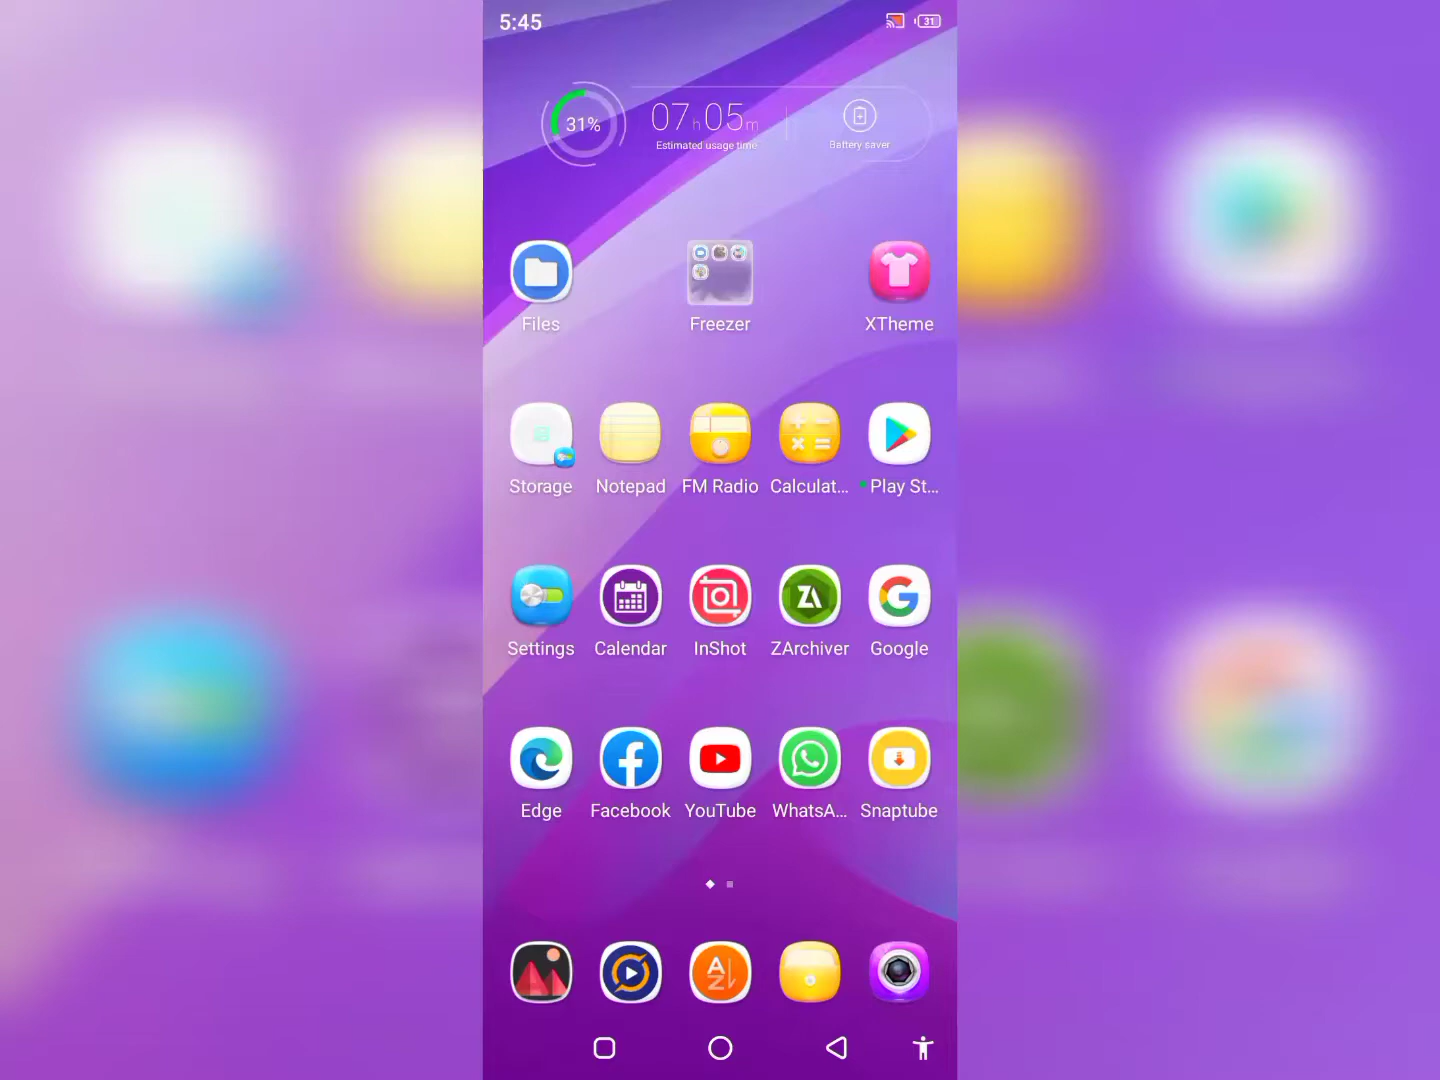 5:45
31
31%
07h05m
Estimated usage time
Battery saver
Files
Freezer
XTheme
Storage
Notepad
FM Radio
Calculat...
Play St...
Settings
Calendar
InShot
ZArchiver
Google
Edge
Facebook
YouTube
WhatsA...
Snaptube